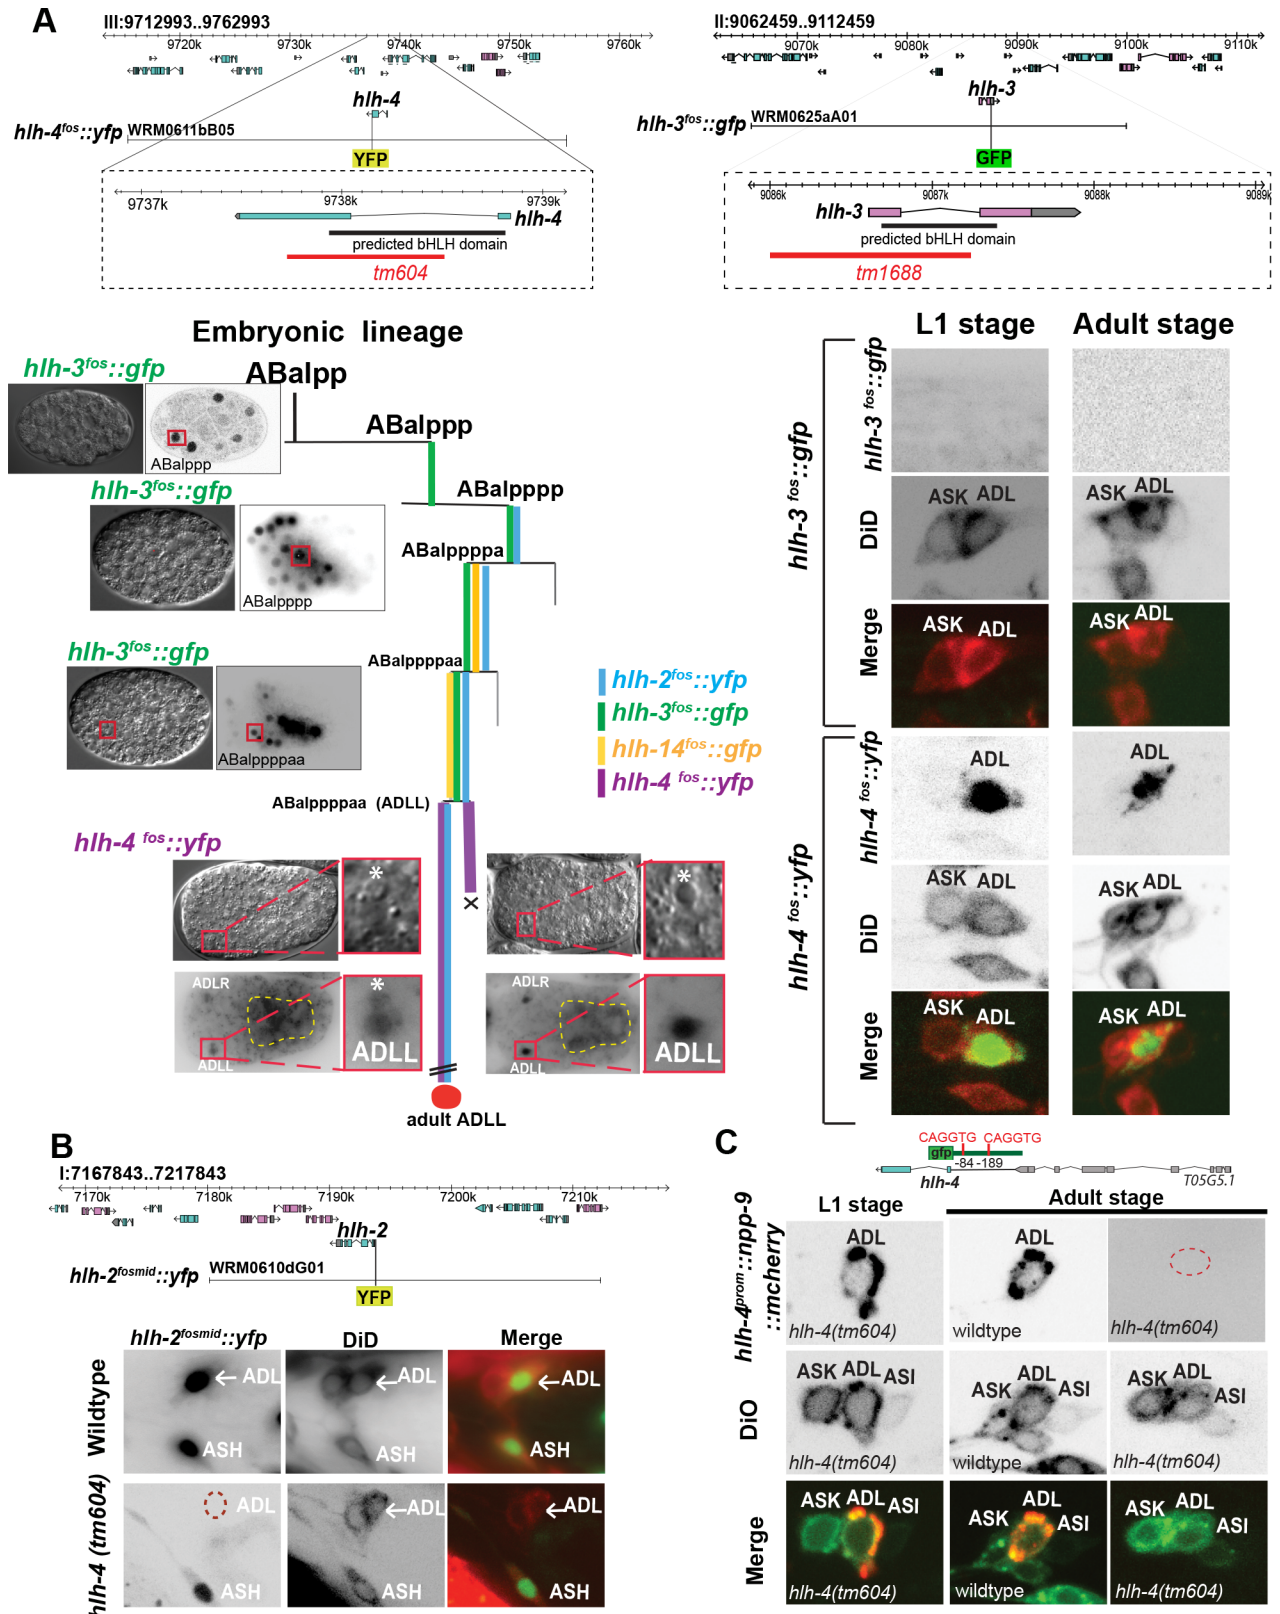 A
III:9712993..9762993
9720k 9730k 9740k 9750k 9760k
hlh-4
hlh-4fos::yfp WRM0611bB05
YFP
9737k 9738k 9739k
hlh-4
predicted bHLH domain
tm604
II:9062459..9112459
9070k 9080k 9090k 9100k 9110k
hlh-3
hlh-3fos::gfp WRM0625aA01
GFP
9086k 9087k 9088k 9089k
hlh-3
predicted bHLH domain
tm1688
Embryonic lineage
hlh-3fos::gfp
ABalpp
ABalppp
ABalppp
hlh-3fos::gfp
ABalpppp
ABalpppp
ABalppppa
hlh-3fos::gfp
ABalppppaa
ABalppppaa
hlh-2fos::yfp
hlh-3fos::gfp
hlh-14fos::gfp
hlh-4 fos::yfp
ABalppppaa (ADLL)
hlh-4 fos::yfp
*
*
X
ADLR
ADLL
*
ADLL
ADLR
ADLL
ADLL
adult ADLL
L1 stage Adult stage
hlh-3 fos::gfp
hlh-3 fos::gfp
DiD
ASK ADL
ASK ADL
Merge
ASK ADL
ASK ADL
hlh-4 fos::yfp
hlh-4 fos::yfp
ADL
ADL
DiD
ASK ADL
ASK ADL
Merge
ASK ADL
ASK ADL
B
I:7167843..7217843
7170k 7180k 7190k 7200k 7210k
hlh-2
hlh-2fosmid::yfp WRM0610dG01
YFP
hlh-2fosmid::yfp DiD Merge
Wildtype
ADL ADL ADL
ASH ASH ASH
hlh-4 (tm604)
ADL ADL ADL
ASH ASH ASH
C
CAGGTG CAGGTG
gfp
-84 -189
hlh-4
T05G5.1
L1 stage Adult stage
hlh-4prom::npp-9
::mcherry
ADL ADL
hlh-4(tm604) wildtype hlh-4(tm604)
DiO
ASK ADL ASI
ASK ADL ASI
ASK ADL ASI
hlh-4(tm604) wildtype hlh-4(tm604)
Merge
ASK ADL ASI
ASK ADL ASI
ASK ADL ASI
hlh-4(tm604) wildtype hlh-4(tm604)